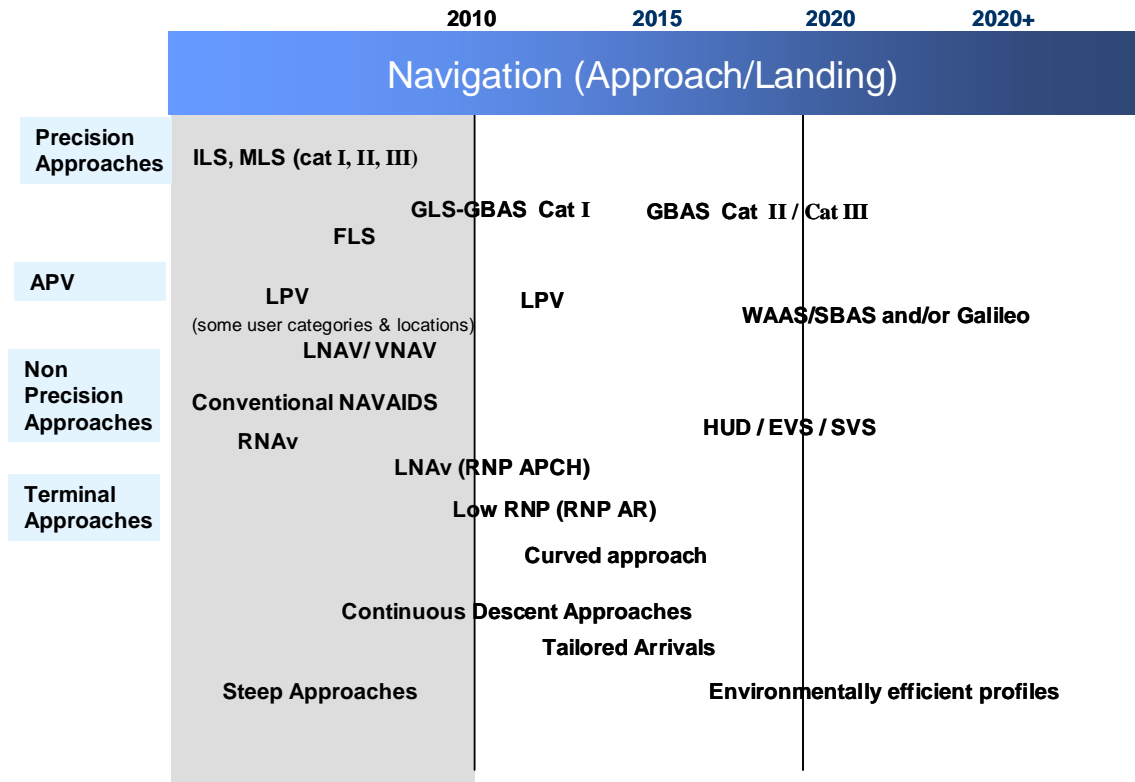 2010 2015 2020 2020+
Navigation (Approach/Landing)
Precision
Approaches
ILS, MLS (cat I, II, III)
GLS-GBAS Cat I
GBAS Cat II / Cat III
FLS
APV
LPV
(some user categories & locations)
LPV
WAAS/SBAS and/or Galileo
LNAV/ VNAV
Non
Precision
Approaches
Conventional NAVAIDS
HUD / EVS / SVS
RNAv
LNAv (RNP APCH)
Terminal
Approaches
Low RNP (RNP AR)
Curved approach
Continuous Descent Approaches
Tailored Arrivals
Steep Approaches
Environmentally efficient profiles